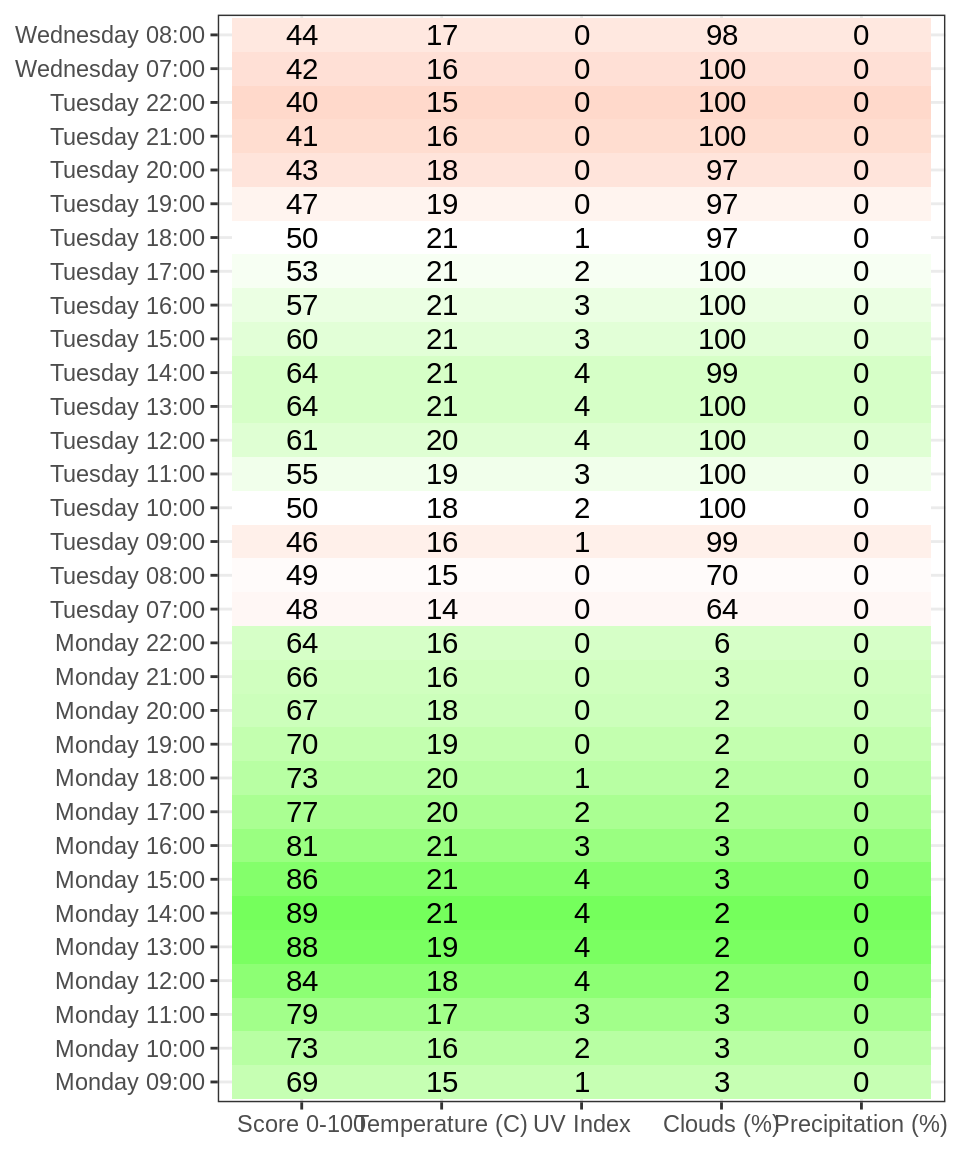 Wednesday 08:00 44 17 0 98 0
Wednesday 07:00 42 16 0 100 0
Tuesday 22:00 40 15 0 100 0
Tuesday 21:00 41 16 0 100 0
Tuesday 20:00 43 18 0 97 0
Tuesday 19:00 47 19 0 97 0
Tuesday 18:00 50 21 1 97 0
Tuesday 17:00 53 21 2 100 0
Tuesday 16:00 57 21 3 100 0
Tuesday 15:00 60 21 3 100 0
Tuesday 14:00 64 21 4 99 0
Tuesday 13:00 64 21 4 100 0
Tuesday 12:00 61 20 4 100 0
Tuesday 11:00 55 19 3 100 0
Tuesday 10:00 50 18 2 100 0
Tuesday 09:00 46 16 1 99 0
Tuesday 08:00 49 15 0 70 0
Tuesday 07:00 48 14 0 64 0
Monday 22:00 64 16 0 6 0
Monday 21:00 66 16 0 3 0
Monday 20:00 67 18 0 2 0
Monday 19:00 70 19 0 2 0
Monday 18:00 73 20 1 2 0
Monday 17:00 77 20 2 2 0
Monday 16:00 81 21 3 3 0
Monday 15:00 86 21 4 3 0
Monday 14:00 89 21 4 2 0
Monday 13:00 88 19 4 2 0
Monday 12:00 84 18 4 2 0
Monday 11:00 79 17 3 3 0
Monday 10:00 73 16 2 3 0
Monday 09:00 69 15 1 3 0
Score 0-100 Temperature (C) UV Index Clouds (%) Precipitation (%)